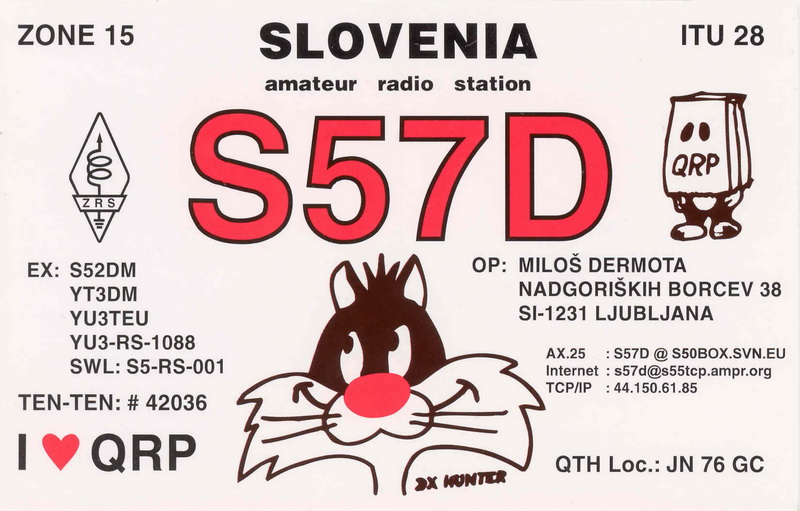 ZONE 15
SLOVENIA
ITU 28
amateur radio station
S57D
ZRS
QRP
EX: S52DM
YT3DM
YU3TEU
YU3-RS-1088
SWL: S5-RS-001
TEN-TEN: # 42036
I ♥ QRP
OP: MILOŠ DERMOTA
NADGORIŠKIH BORCEV 38
SI-1231 LJUBLJANA
AX.25 : S57D @ S50BOX.SVN.EU
Internet : s57d@s55tcp.ampr.org
TCP/IP : 44.150.61.85
DX HUNTER
QTH Loc.: JN 76 GC